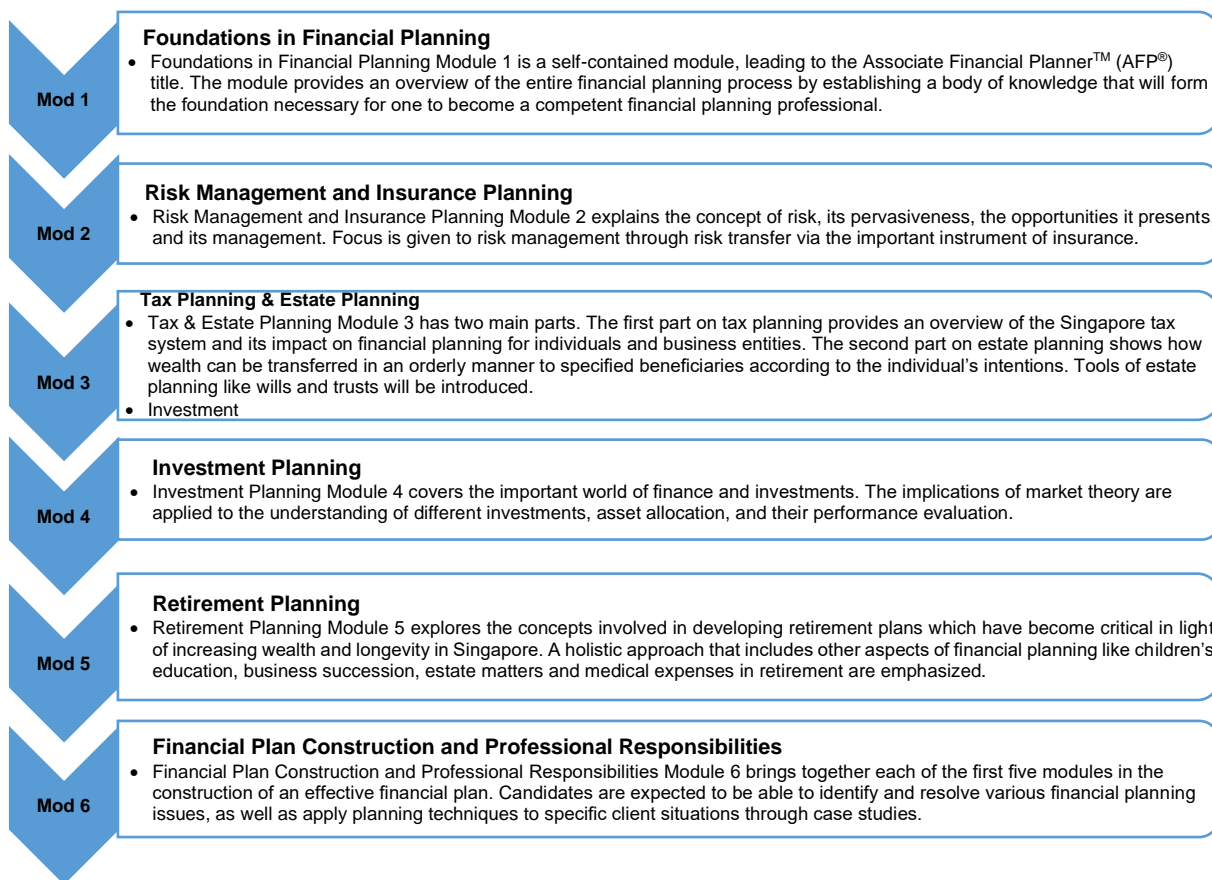 Foundations in Financial Planning
• Foundations in Financial Planning Module 1 is a self-contained module, leading to the Associate Financial Planner™ (AFP®)
title. The module provides an overview of the entire financial planning process by establishing a body of knowledge that will form
the foundation necessary for one to become a competent financial planning professional.
Mod 1
Risk Management and Insurance Planning
• Risk Management and Insurance Planning Module 2 explains the concept of risk, its pervasiveness, the opportunities it presents,
and its management. Focus is given to risk management through risk transfer via the important instrument of insurance.
Mod 2
Tax Planning & Estate Planning
• Tax & Estate Planning Module 3 has two main parts. The first part on tax planning provides an overview of the Singapore tax
system and its impact on financial planning for individuals and business entities. The second part on estate planning shows how
wealth can be transferred in an orderly manner to specified beneficiaries according to the individual’s intentions. Tools of estate
planning like wills and trusts will be introduced.
• Investment
Mod 3
Investment Planning
• Investment Planning Module 4 covers the important world of finance and investments. The implications of market theory are
applied to the understanding of different investments, asset allocation, and their performance evaluation.
Mod 4
Retirement Planning
• Retirement Planning Module 5 explores the concepts involved in developing retirement plans which have become critical in light
of increasing wealth and longevity in Singapore. A holistic approach that includes other aspects of financial planning like children’s
education, business succession, estate matters and medical expenses in retirement are emphasized.
Mod 5
Financial Plan Construction and Professional Responsibilities
• Financial Plan Construction and Professional Responsibilities Module 6 brings together each of the first five modules in the
construction of an effective financial plan. Candidates are expected to be able to identify and resolve various financial planning
issues, as well as apply planning techniques to specific client situations through case studies.
Mod 6